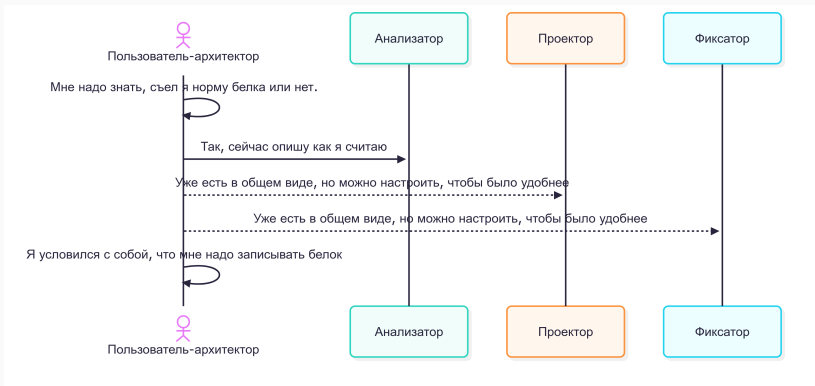 Пользователь-архитектор
Анализатор
Проектор
Фиксатор
Мне надо знать, съел я норму белка или нет.
Так, сейчас опишу как я считаю
Уже есть в общем виде, но можно настроить, чтобы было удобнее
Уже есть в общем виде, но можно настроить, чтобы было удобнее
Я условился с собой, что мне надо записывать белок
Пользователь-архитектор
Анализатор
Проектор
Фиксатор